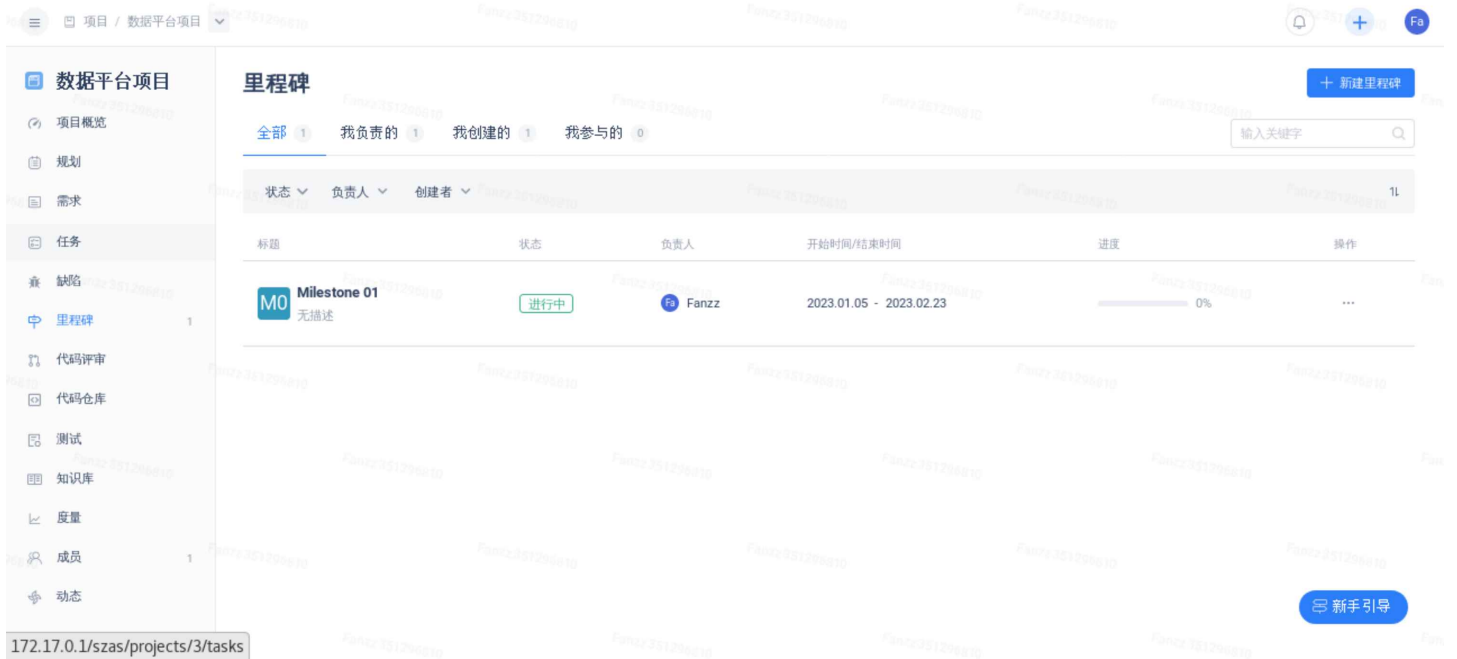 项目 / 数据平台项目
Fa
数据平台项目
项目概览
规划
需求
任务
缺陷
里程碑 1
代码评审
代码仓库
测试
知识库
度量
成员 1
动态
172.17.0.1/szas/projects/3/tasks
里程碑
+ 新建里程碑
全部 1 我负责的 1 我创建的 1 我参与的 0
输入关键字
状态 负责人 创建者
标题 状态 负责人 开始时间/结束时间 进度 操作
M0 Milestone 01 进行中 Fa Fanzz 2023.01.05 - 2023.02.23 0% ...
无描述
新手引导